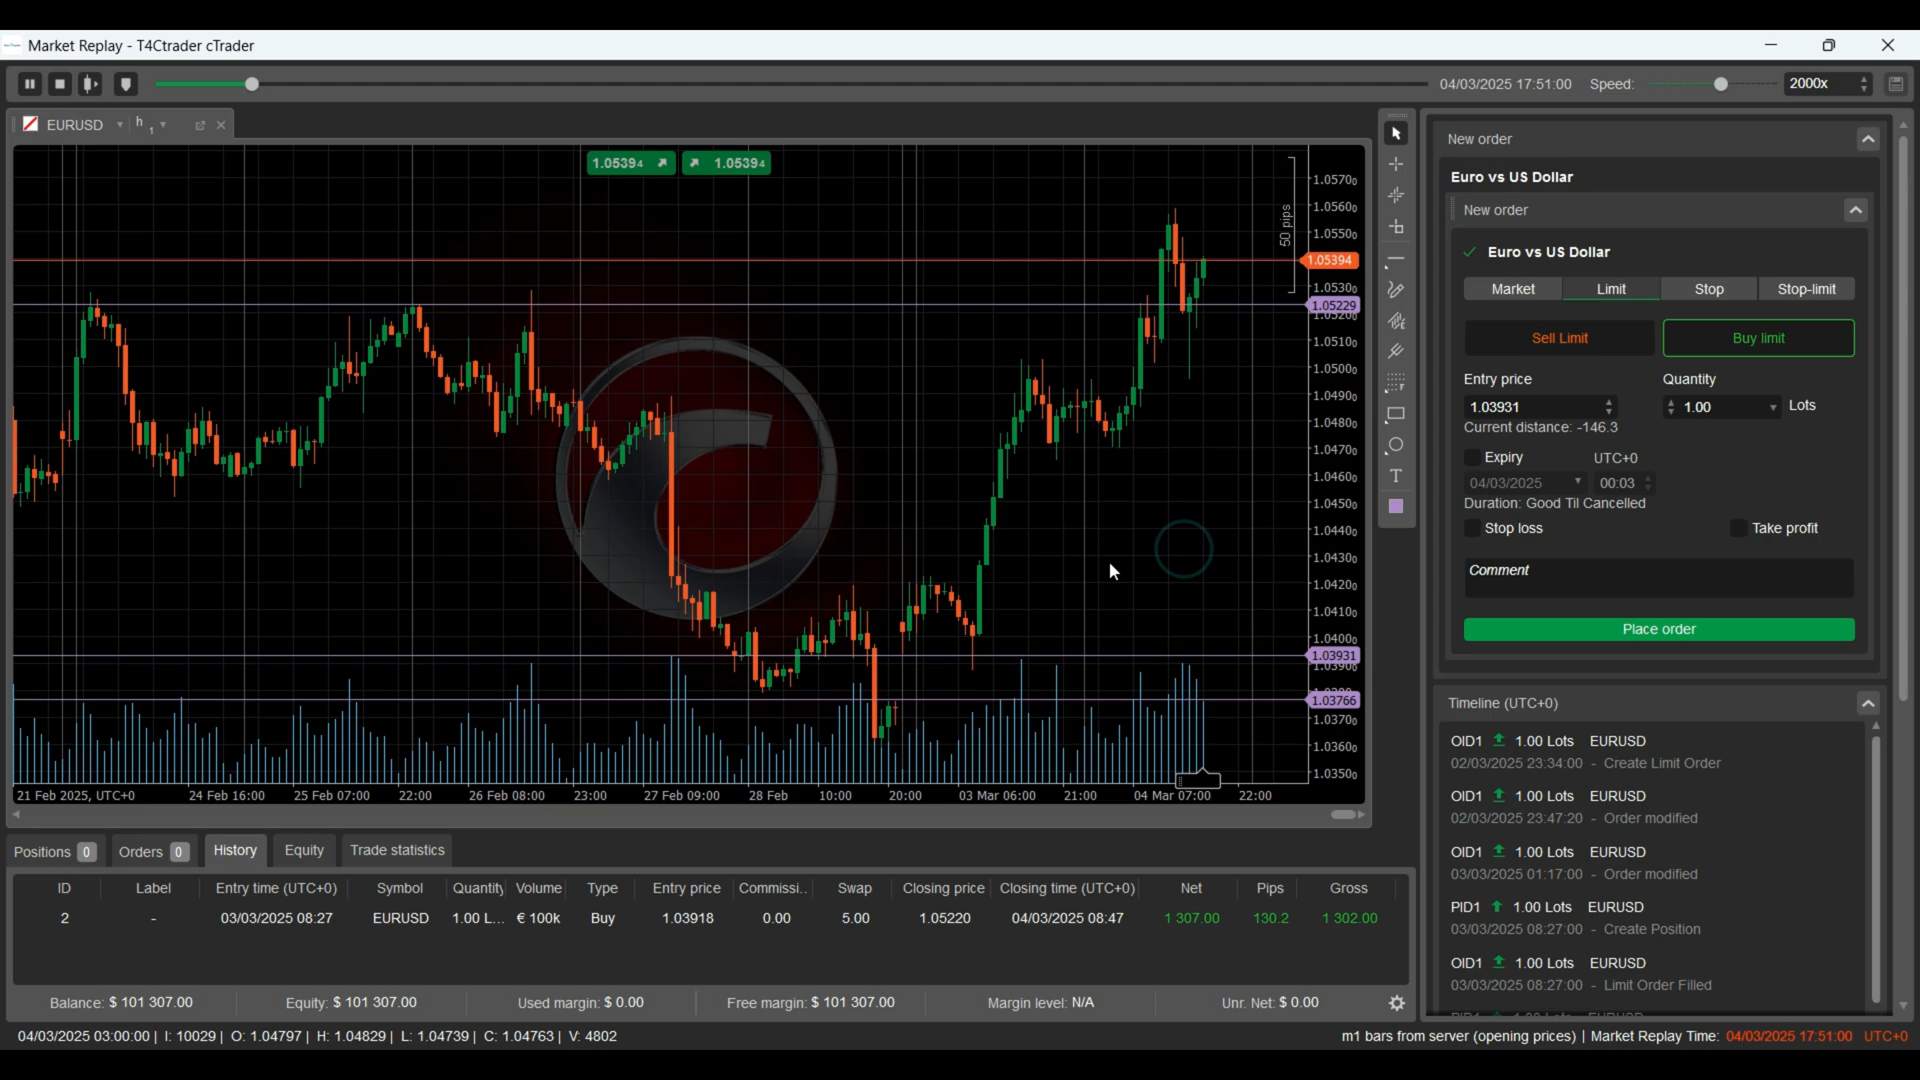 Market Replay - T4Ctrader cTrader
04/03/2025 17:51:00 Speed: 2000x
EURUSD h 1
1.05394 1.05394
50 pips
1.05700
1.05600
1.05500
1.05394
1.05300
1.05229
1.05200
1.05100
1.05000
1.04900
1.04800
1.04700
1.04600
1.04500
1.04400
1.04300
1.04200
1.04100
1.04000
1.03931
1.03900
1.03766
1.03700
1.03600
1.03500
21 Feb 2025, UTC+0 24 Feb 16:00 25 Feb 07:00 22:00 26 Feb 08:00 23:00 27 Feb 09:00 28 Feb 10:00 20:00 03 Mar 06:00 21:00 04 Mar 07:00 22:00
T
New order
Euro vs US Dollar
New order
Euro vs US Dollar
Market Limit Stop Stop-limit
Sell Limit Buy limit
Entry price Quantity
1.03931 1.00 Lots
Current distance: -146.3
Expiry UTC+0
04/03/2025 00:03
Duration: Good Til Cancelled
Stop loss Take profit
Comment
Place order
Timeline (UTC+0)
OID1 1.00 Lots EURUSD
02/03/2025 23:34:00 - Create Limit Order
OID1 1.00 Lots EURUSD
02/03/2025 23:47:20 - Order modified
OID1 1.00 Lots EURUSD
03/03/2025 01:17:00 - Order modified
PID1 1.00 Lots EURUSD
03/03/2025 08:27:00 - Create Position
OID1 1.00 Lots EURUSD
03/03/2025 08:27:00 - Limit Order Filled
Positions 0 Orders 0 History Equity Trade statistics
ID Label Entry time (UTC+0) Symbol Quantity Volume Type Entry price Commissi.. Swap Closing price Closing time (UTC+0) Net Pips Gross
2 - 03/03/2025 08:27 EURUSD 1.00 L... € 100k Buy 1.03918 0.00 5.00 1.05220 04/03/2025 08:47 1 307.00 130.2 1 302.00
Balance: $ 101 307.00 Equity: $ 101 307.00 Used margin: $ 0.00 Free margin: $ 101 307.00 Margin level: N/A Unr. Net: $ 0.00
04/03/2025 03:00:00 | I: 10029 | O: 1.04797 | H: 1.04829 | L: 1.04739 | C: 1.04763 | V: 4802
m1 bars from server (opening prices) | Market Replay Time: 04/03/2025 17:51:00 UTC+0